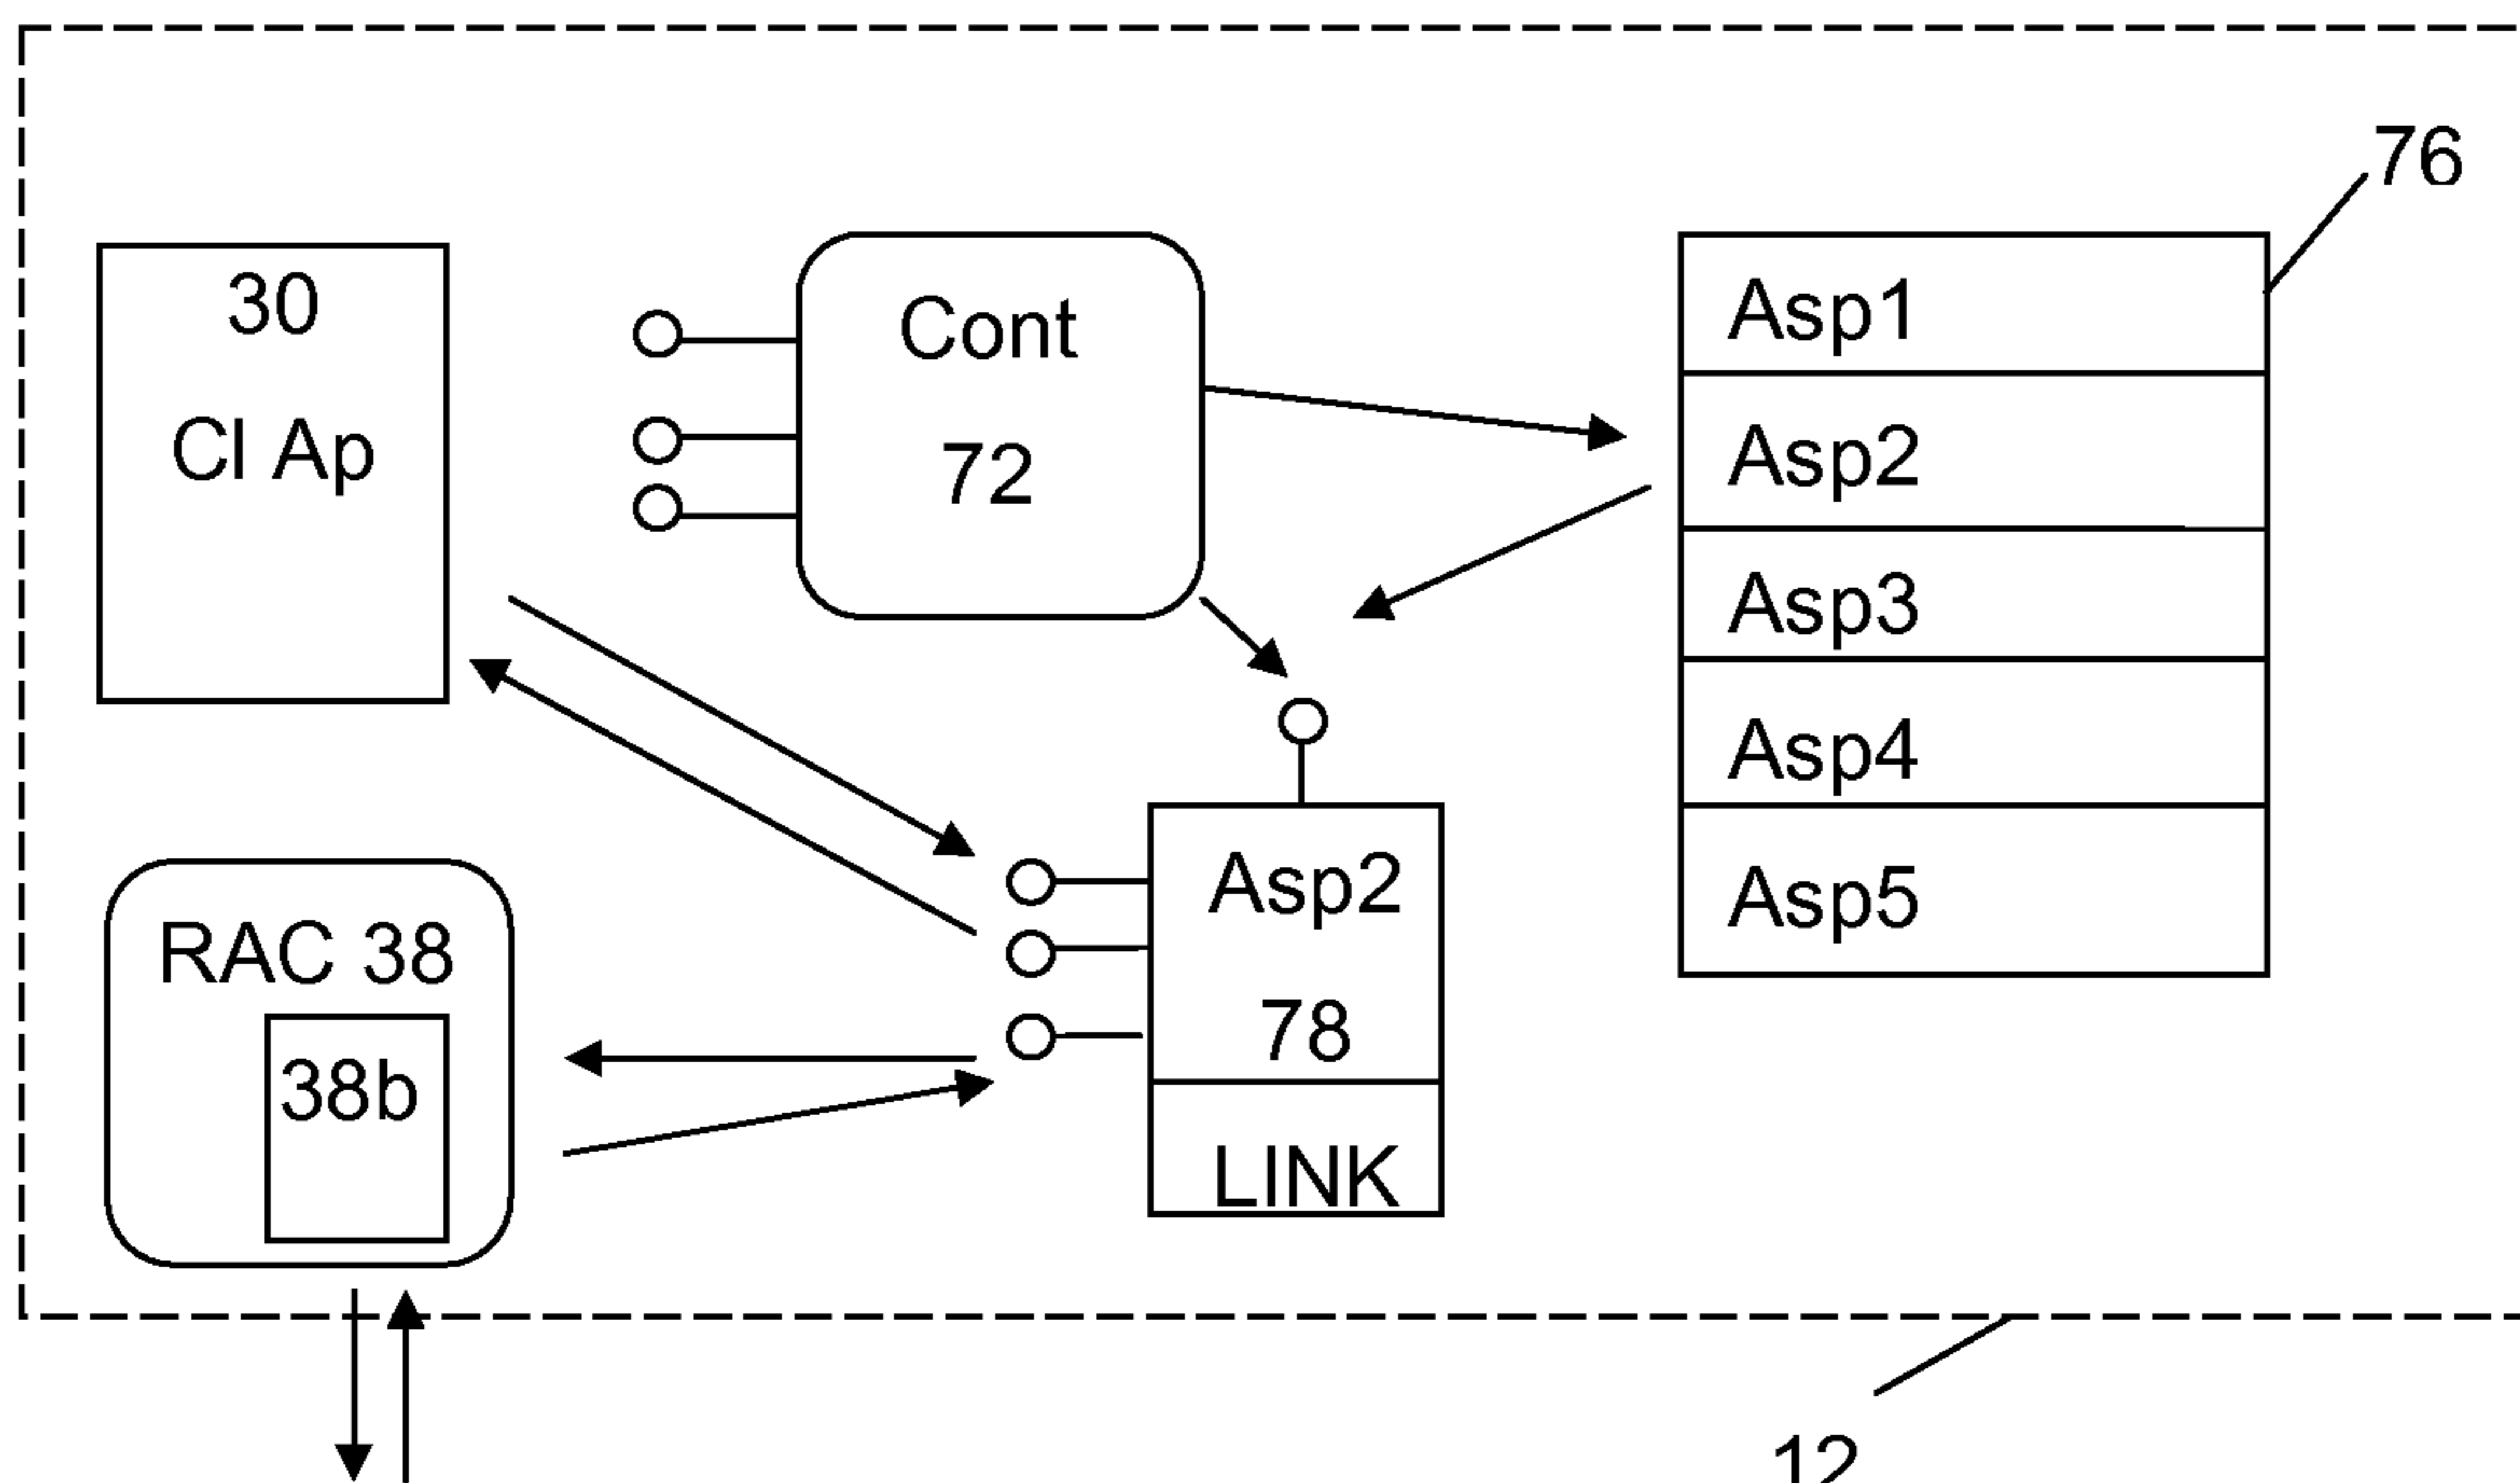 76
30
Cl Ap
Cont
72
Asp1
Asp2
Asp3
Asp4
Asp5
RAC 38
38b
Asp2
78
LINK
12